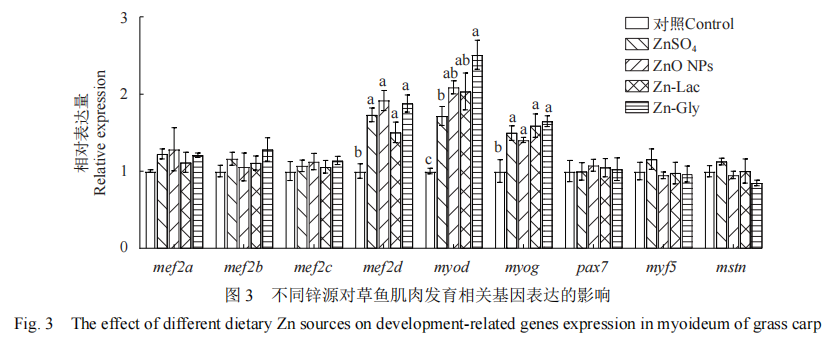 3
2
1
0
相对表达量
Relative expression
对照Control
ZnSO₄
ZnO NPs
Zn-Lac
Zn-Gly
b a a a a
c b ab ab a
b a a a a
mef2a mef2b mef2c mef2d myod myog pax7 myf5 mstn
图 3 不同锌源对草鱼肌肉发育相关基因表达的影响
Fig. 3 The effect of different dietary Zn sources on development-related genes expression in myoideum of grass carp